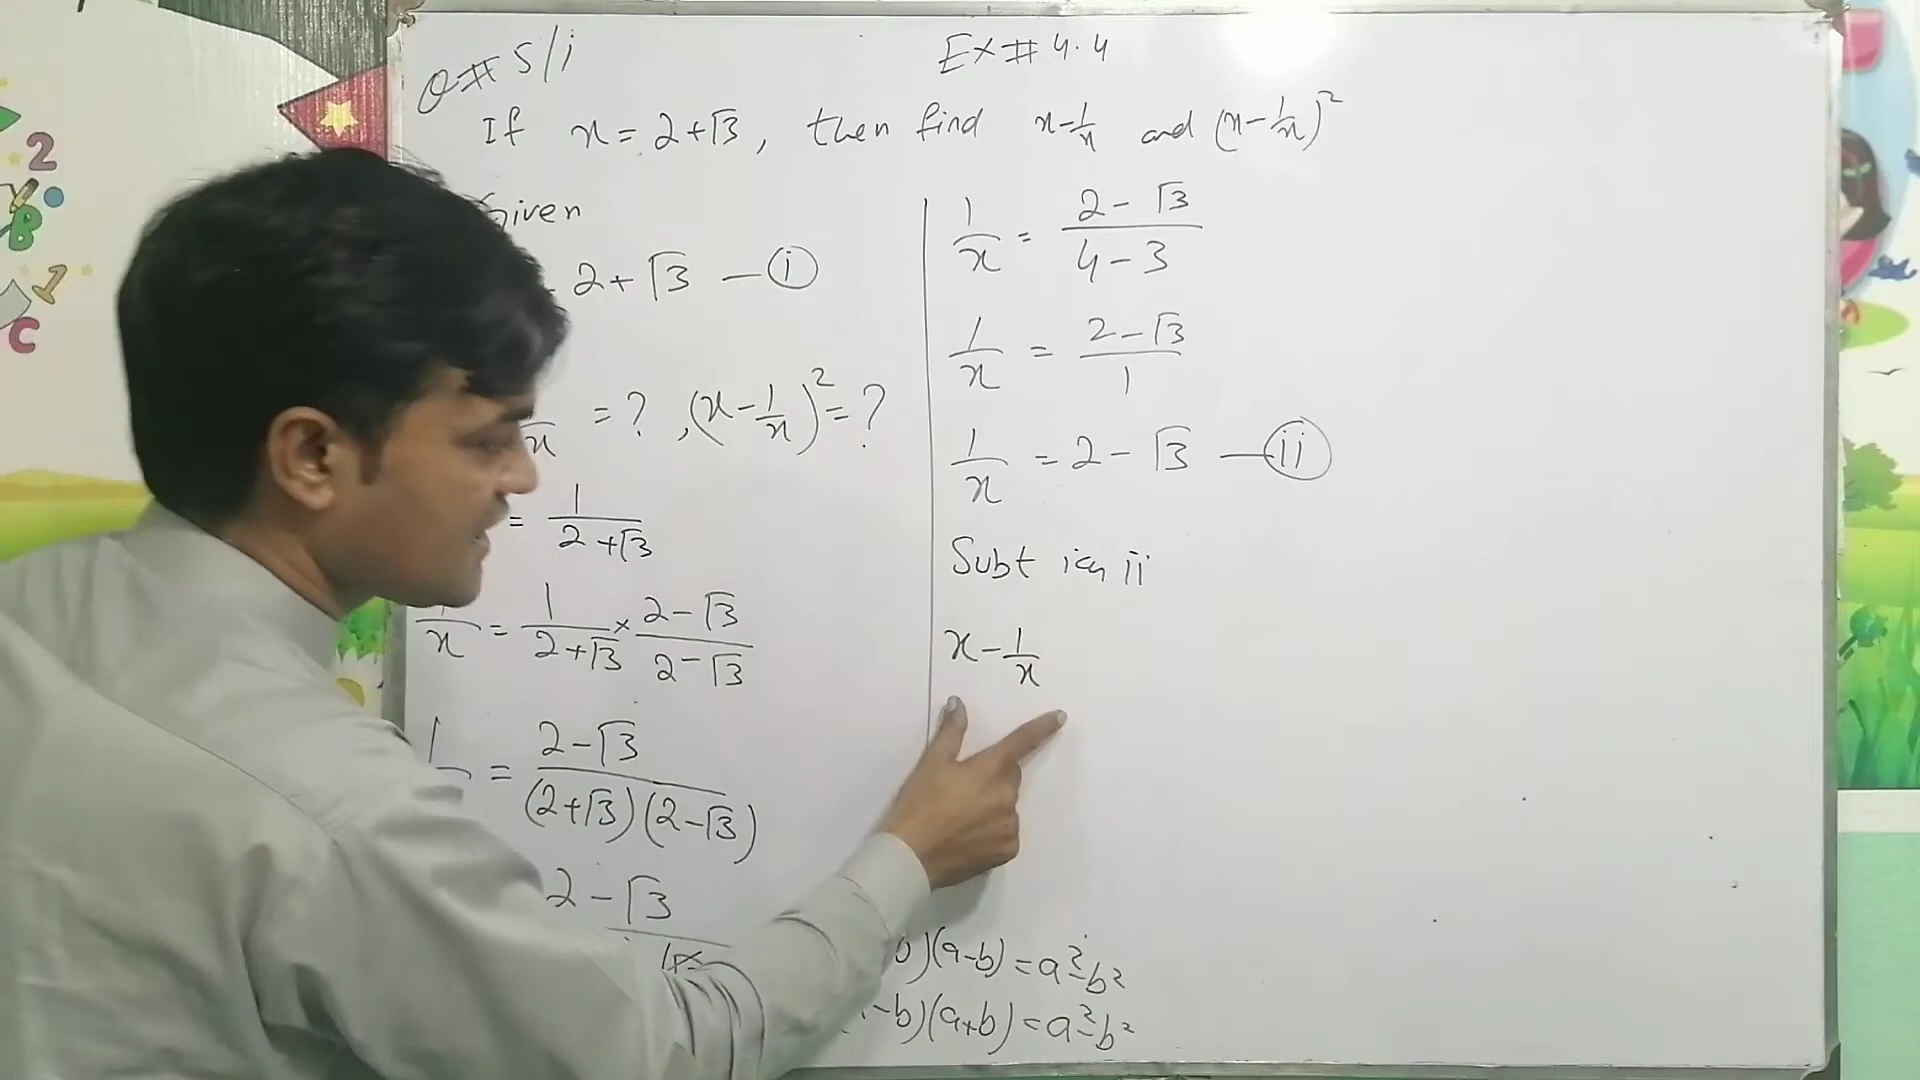 Q# 5/i
Ex# 4.4
If x = 2+√3, then find x-1/x and (x-1/x)²
Given
2+√3 —(i)
x = ?, (x-1/x)² = ?
= 1/(2+√3)
1/x = 1/(2+√3) × (2-√3)/(2-√3)
1 = (2-√3)/((2+√3)(2-√3))
2-√3
1/x = (2-√3)/(4-3)
1/x = (2-√3)/1
1/x = 2-√3 —(ii)
Subt ii
x-1/x
b)(a-b) = a²-b²
-b)(a+b) = a²-b²
2
B
1
C